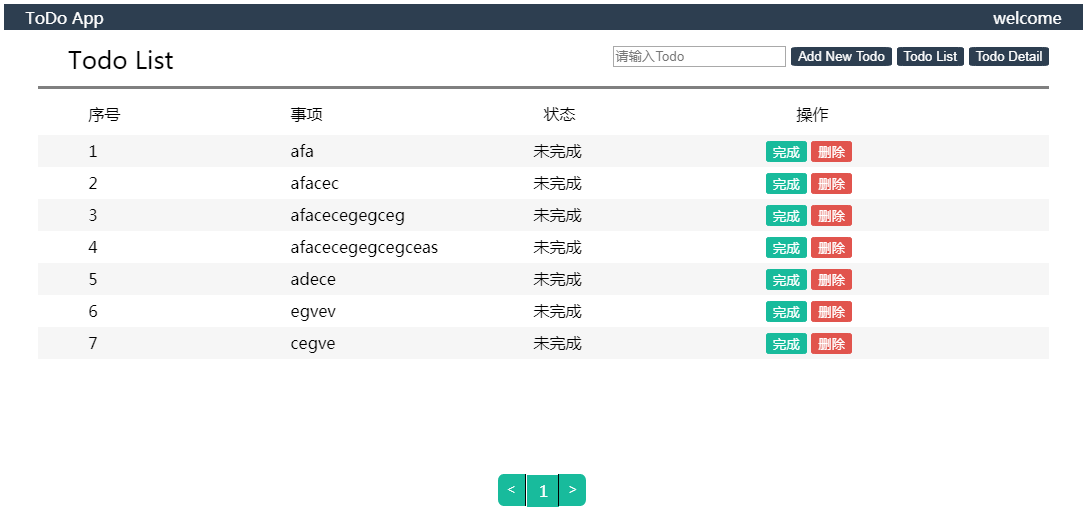 ToDo App welcome
Todo List 请输入Todo Add New Todo Todo List Todo Detail
序号 事项 状态 操作
1 afa 未完成 完成 删除
2 afacec 未完成 完成 删除
3 afacecegegceg 未完成 完成 删除
4 afacecegegcegceas 未完成 完成 删除
5 adece 未完成 完成 删除
6 egvev 未完成 完成 删除
7 cegve 未完成 完成 删除
< 1 >